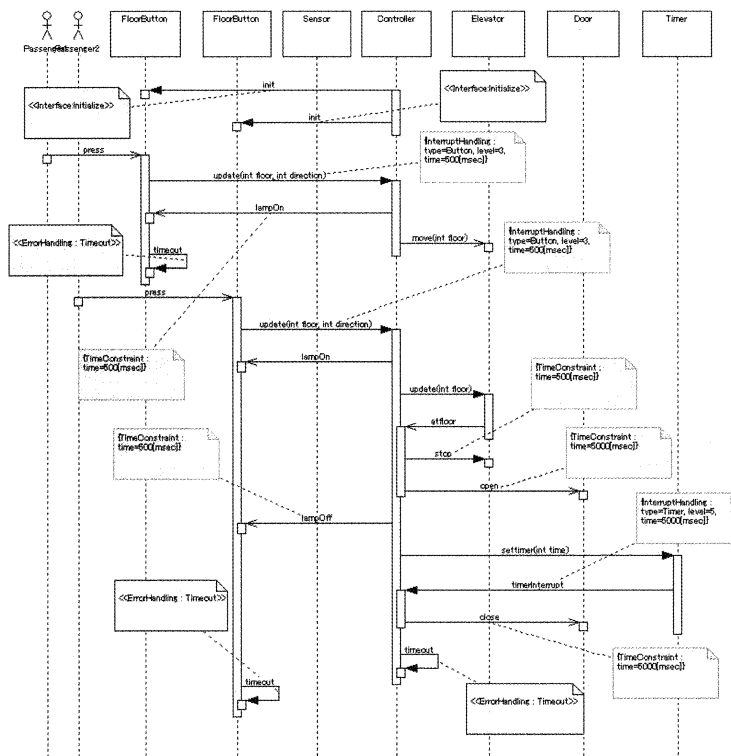 FloorButton
FloorButton
Sensor
Controller
Elevator
Door
Timer
Passenger2
init
<<Interface:Initialize>>
<<Interface:Initialize>>
init
press
{InterruptHandling :
type=Button, level=3,
time=500[msec]}
update(int floor, int direction)
lampOn
<<ErrorHandling : Timeout>>
move(int floor)
timeout
{InterruptHandling :
type=Button, level=3,
time=500[msec]}
press
update(int floor, int direction)
{TimeConstraint :
time=500[msec]}
lampOn
{TimeConstraint :
time=500[msec]}
update(int floor)
atfloor
{TimeConstraint :
time=500[msec]}
stop
{TimeConstraint :
time=5000[msec]}
open
{InterruptHandling :
type=Timer, level=5,
time=5000[msec]}
lampOff
settimer(int time)
timerInterrupt
<<ErrorHandling : Timeout>>
close
timeout
{TimeConstraint :
time=5000[msec]}
timeout
<<ErrorHandling : Timeout>>